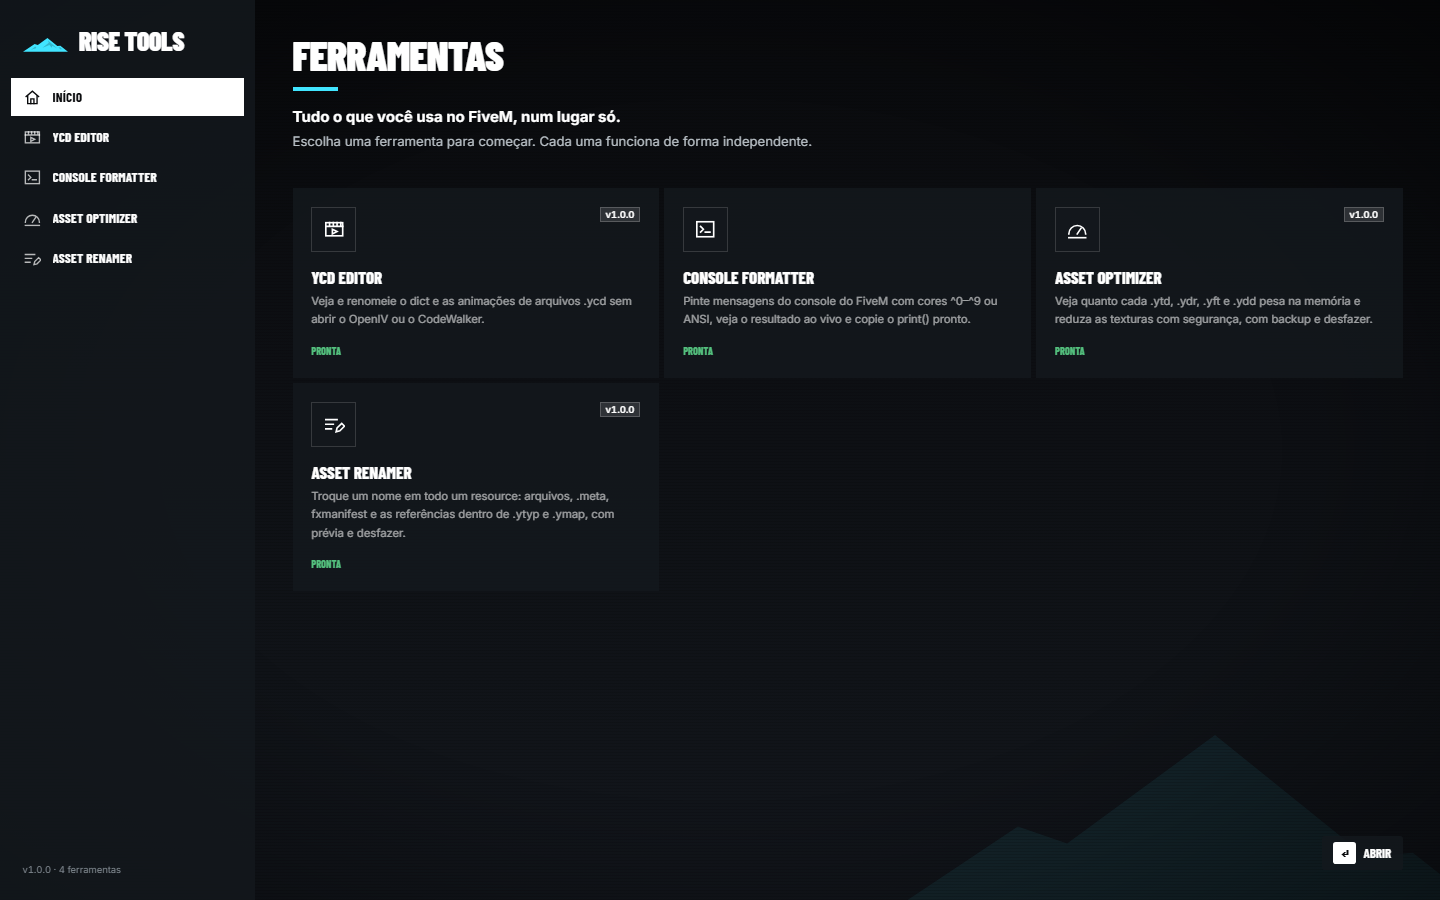 RISE TOOLS
INÍCIO
YCD EDITOR
CONSOLE FORMATTER
ASSET OPTIMIZER
ASSET RENAMER
v1.0.0 · 4 ferramentas
FERRAMENTAS
Tudo o que você usa no FiveM, num lugar só.
Escolha uma ferramenta para começar. Cada uma funciona de forma independente.
v1.0.0
YCD EDITOR
Veja e renomeie o dict e as animações de arquivos .ycd sem
abrir o OpenIV ou o CodeWalker.
PRONTA
CONSOLE FORMATTER
Pinte mensagens do console do FiveM com cores ^0–^9 ou
ANSI, veja o resultado ao vivo e copie o print() pronto.
PRONTA
v1.0.0
ASSET OPTIMIZER
Veja quanto cada .ytd, .ydr, .yft e .ydd pesa na memória e
reduza as texturas com segurança, com backup e desfazer.
PRONTA
v1.0.0
ASSET RENAMER
Troque um nome em todo um resource: arquivos, .meta,
fxmanifest e as referências dentro de .ytyp e .ymap, com
prévia e desfazer.
PRONTA
ABRIR